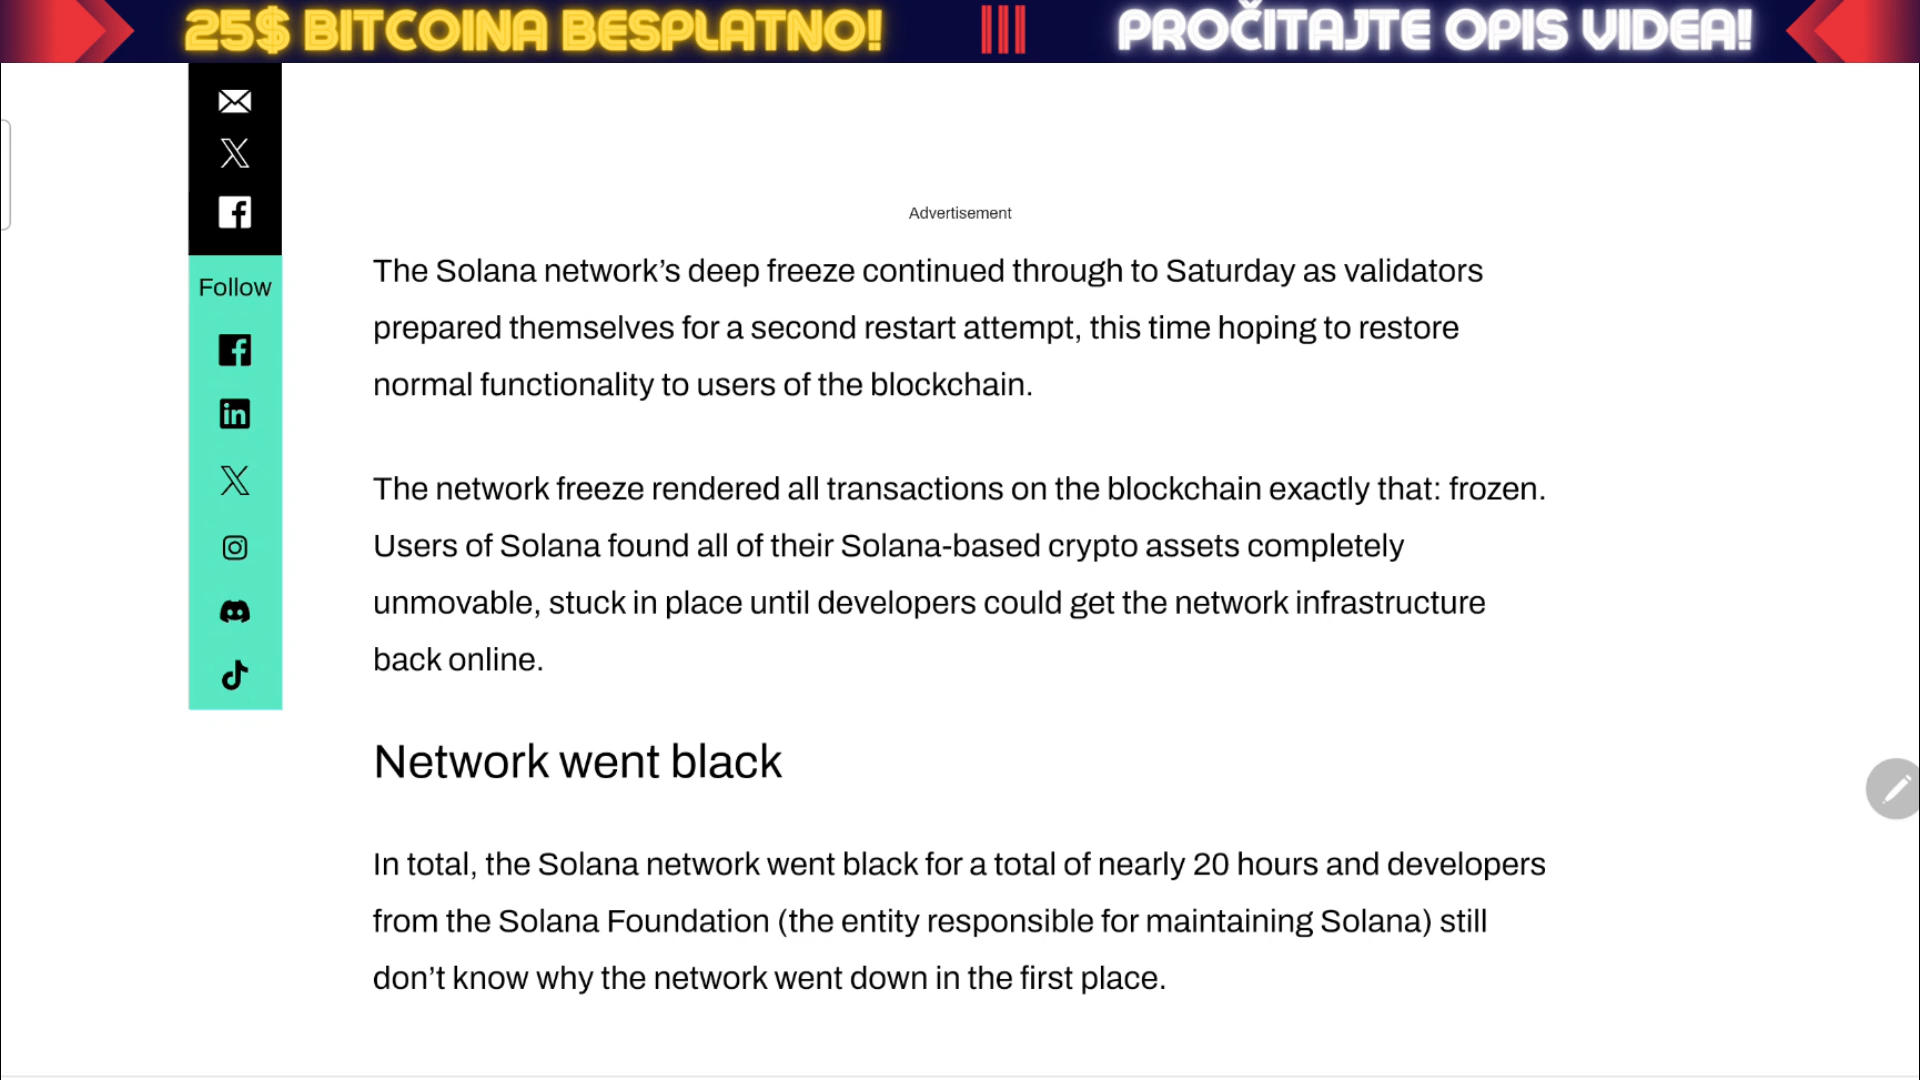 25$ BITCOINA BESPLATNO! ||| PROČITAJTE OPIS VIDEA!
Follow
Advertisement
The Solana network’s deep freeze continued through to Saturday as validators
prepared themselves for a second restart attempt, this time hoping to restore
normal functionality to users of the blockchain.
The network freeze rendered all transactions on the blockchain exactly that: frozen.
Users of Solana found all of their Solana-based crypto assets completely
unmovable, stuck in place until developers could get the network infrastructure
back online.
Network went black
In total, the Solana network went black for a total of nearly 20 hours and developers
from the Solana Foundation (the entity responsible for maintaining Solana) still
don’t know why the network went down in the first place.